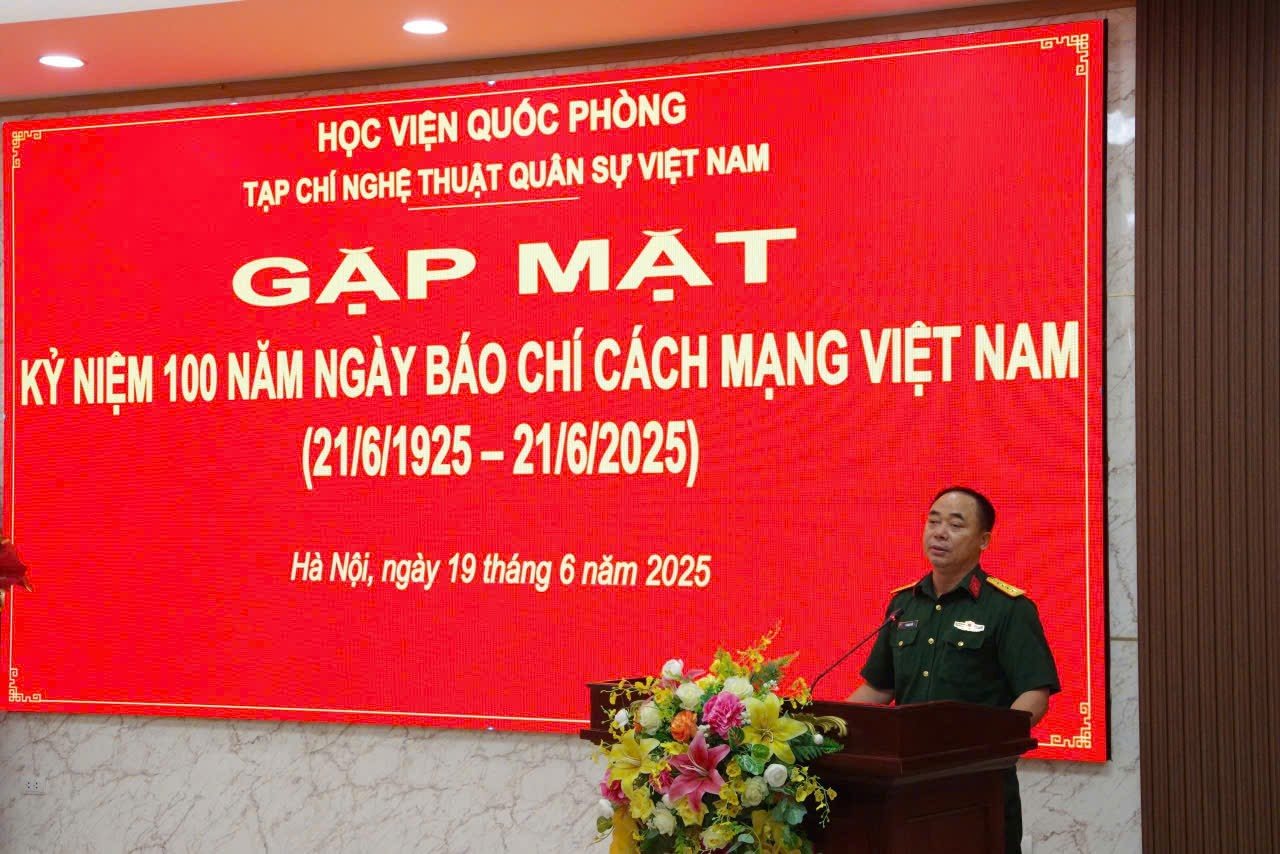 HỌC VIỆN QUỐC PHÒNG
TẠP CHÍ NGHỆ THUẬT QUÂN SỰ VIỆT NAM
GẶP MẶT
KỶ NIỆM 100 NĂM NGÀY BÁO CHÍ CÁCH MẠNG VIỆT NAM
(21/6/1925 – 21/6/2025)
Hà Nội, ngày 19 tháng 6 năm 2025